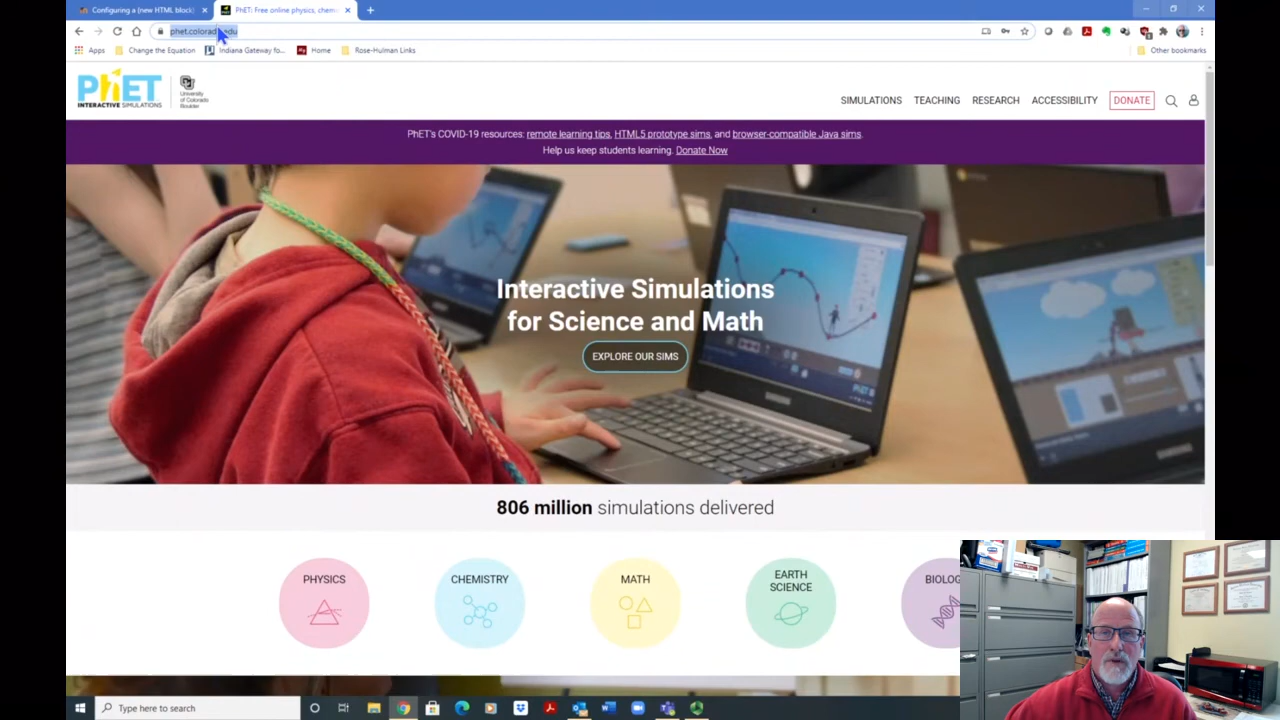 Configuring a (new HTML block)
PhET: Free online physics, chem
phet.colorado.edu
Apps
Change the Equation
Indiana Gateway fo...
Home
Rose-Hulman Links
Other bookmarks
PhET
INTERACTIVE SIMULATIONS
University
of Colorado
Boulder
SIMULATIONS
TEACHING
RESEARCH
ACCESSIBILITY
DONATE
PhET's COVID-19 resources: remote learning tips, HTML5 prototype sims, and browser-compatible Java sims.
Help us keep students learning. Donate Now
Interactive Simulations
for Science and Math
EXPLORE OUR SIMS
806 million simulations delivered
PHYSICS
CHEMISTRY
MATH
EARTH
SCIENCE
BIOLOG
Type here to search